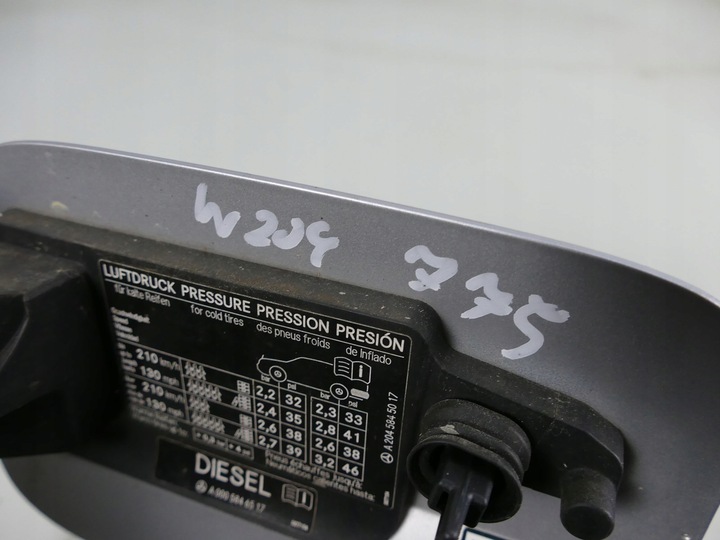 W204 775
LUFTDRUCK PRESSURE PRESSION PRESIÓN
für kalte Reifen for cold tires des pneus froids de Inflado
bar psi bar psi
210 km/h 2,2 32 2,3 33
130 mph 2,4 35 2,8 41
210 km/h 2,6 38 2,6 38
130 mph 2,7 39 3,2 46
A 204 584 50 17
DIESEL
A 000 584 65 17